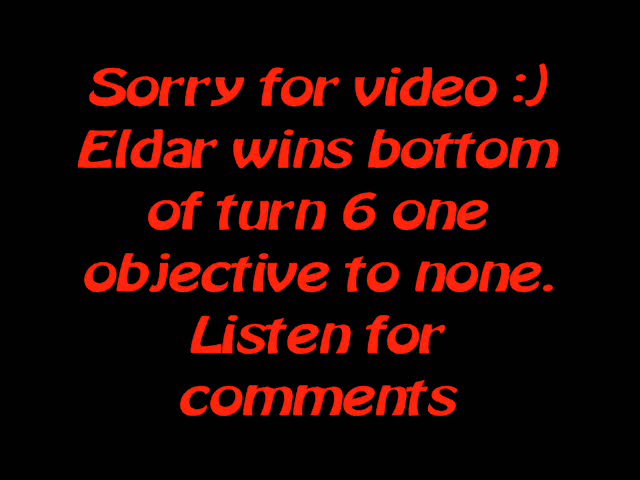 Sorry for video :)
Eldar wins bottom
of turn 6 one
objective to none.
Listen for
comments